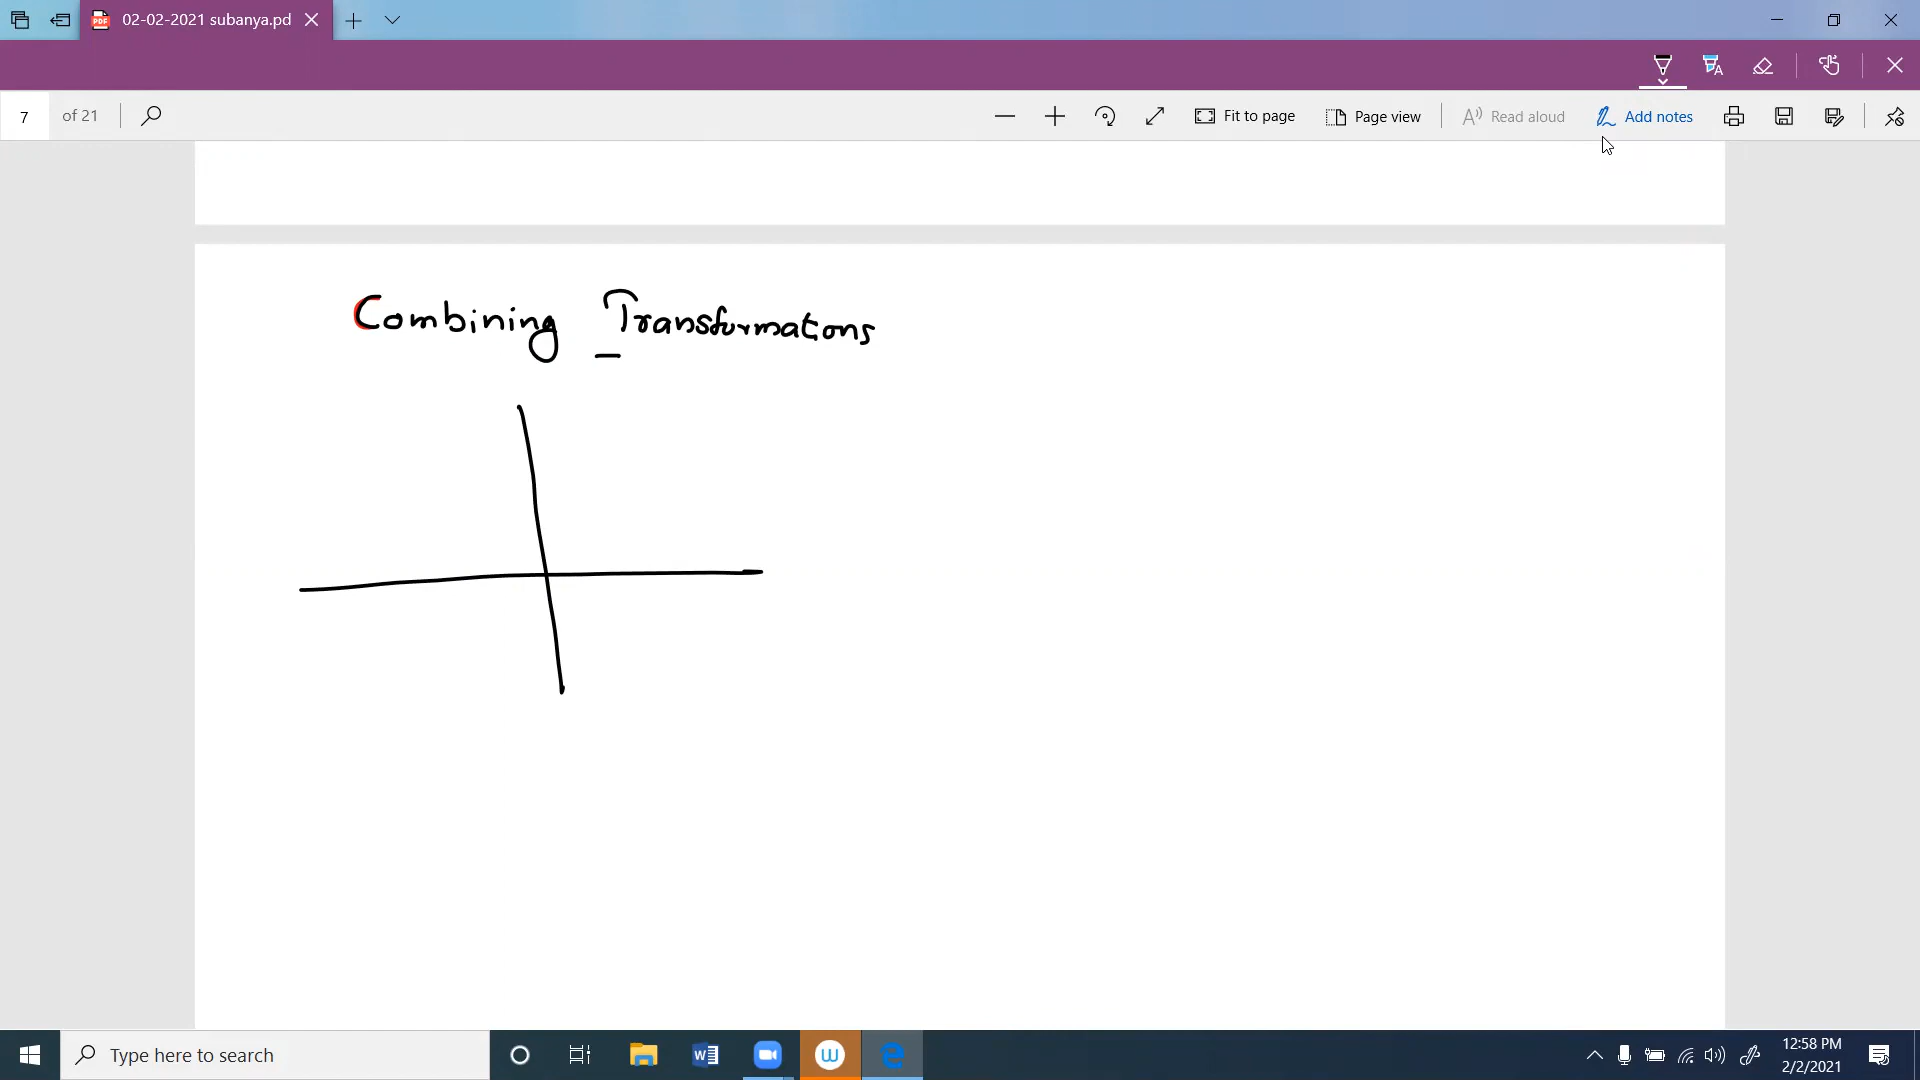 02-02-2021 subanya.pd
7 of 21
Fit to page
Page view
Read aloud
Add notes
Combining Transformatons
Type here to search
12:58 PM
2/2/2021